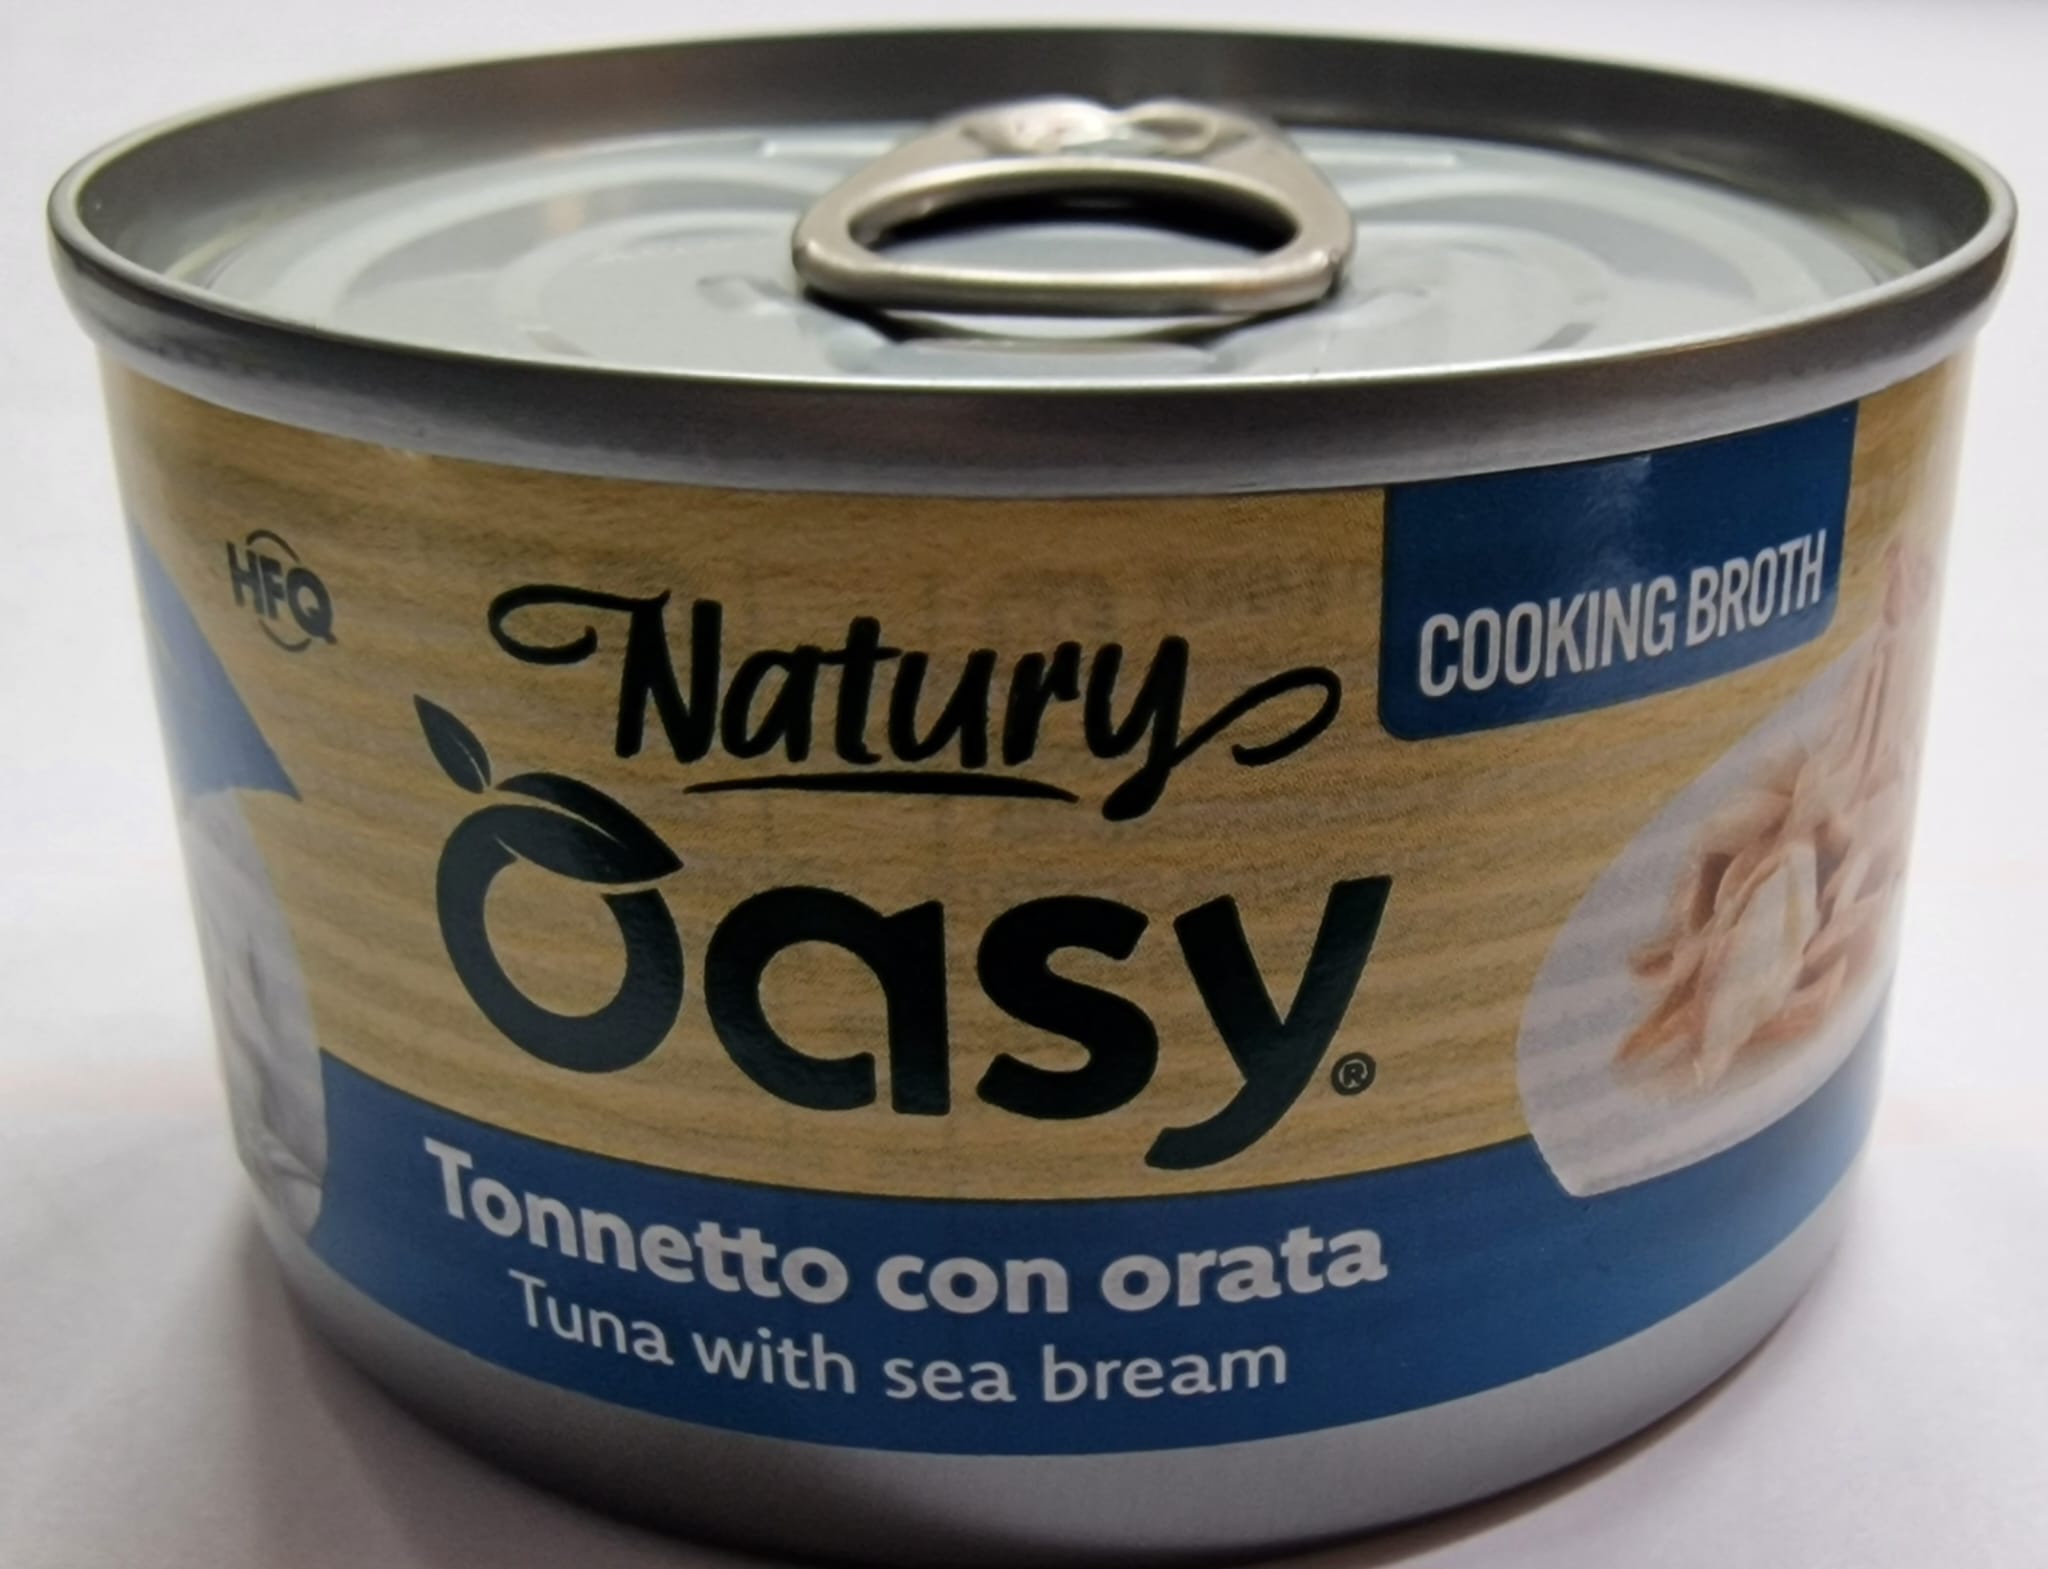 HFQ
Natury
COOKING BROTH
Oasy®
Tonnetto con orata
Tuna with sea bream